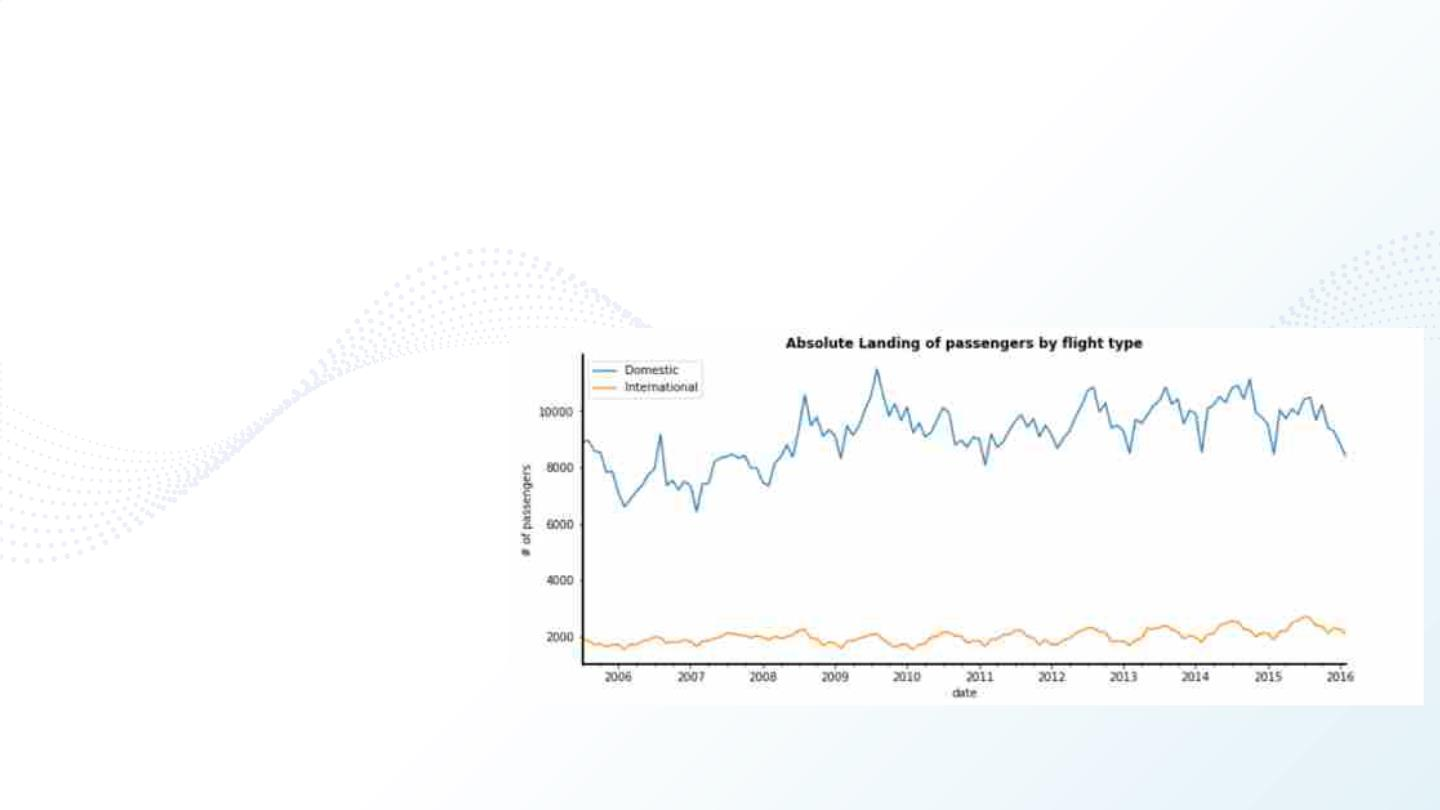 Absolute Landing of passengers by flight type
Domestic
International
10000
8000
6000
4000
2000
# of passengers
2006 2007 2008 2009 2010 2011 2012 2013 2014 2015 2016
date